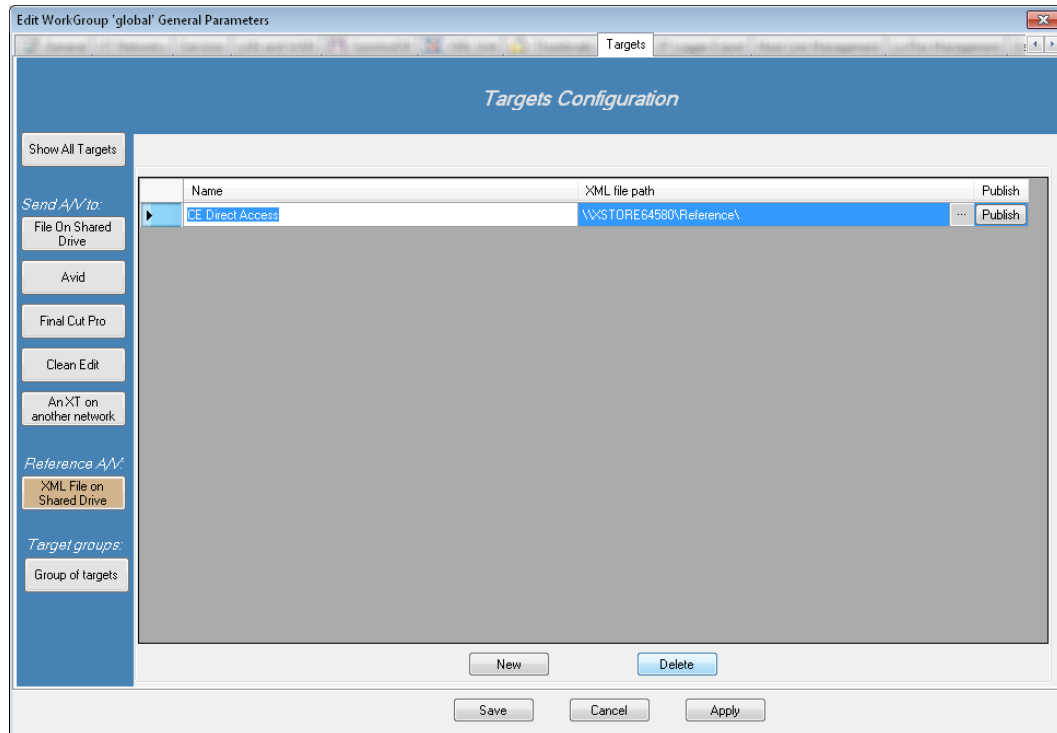 Edit WorkGroup 'global' General Parameters
Targets
Targets Configuration
Show All Targets
Send A/V to:
File On Shared
Drive
Avid
Final Cut Pro
Clean Edit
An XT on
another network
Reference A/V:
XML File on
Shared Drive
Target groups:
Group of targets
Name XML file path Publish
CE Direct Access \\XSTORE64580\Reference\ ... Publish
New Delete
Save Cancel Apply